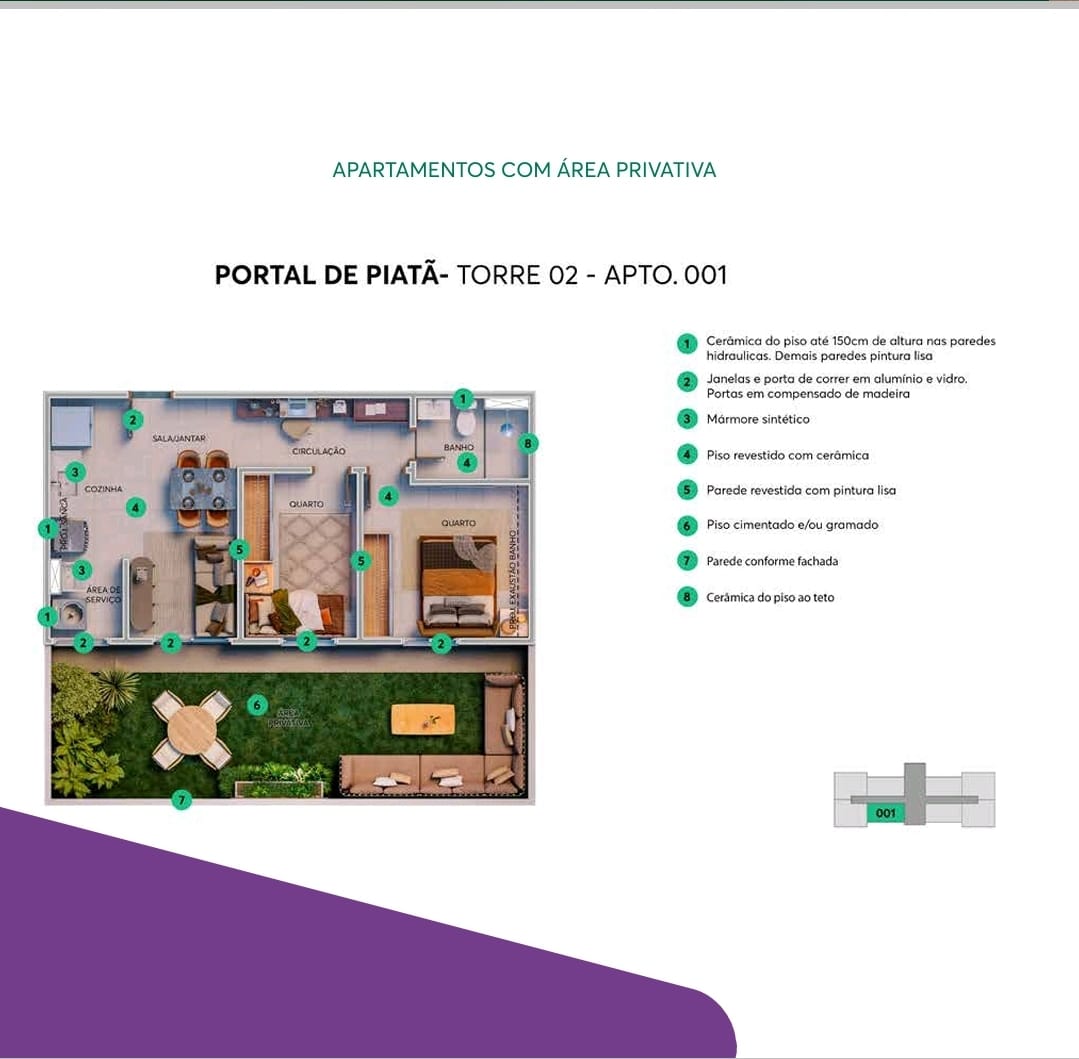 APARTAMENTOS COM ÁREA PRIVATIVA
PORTAL DE PIATÃ- TORRE 02 - APTO. 001
1 Cerâmica do piso até 150cm de altura nas paredes
hidraulicas. Demais paredes pintura lisa
2 Janelas e porta de correr em alumínio e vidro.
Portas em compensado de madeira
3 Mármore sintético
4 Piso revestido com cerâmica
5 Parede revestida com pintura lisa
6 Piso cimentado e/ou gramado
7 Parede conforme fachada
8 Cerâmica do piso ao teto
1
2
8
SALA/JANTAR
CIRCULAÇÃO
BANHO
4
3
COZINHA
4
4
QUARTO
QUARTO
1
PROJ. SANCA
5
5
PROJ. EXAUSTÃO BANHO
3
ÁREA DE
SERVIÇO
1
2
2
2
2
6
ÁREA
PRIVATIVA
7
001